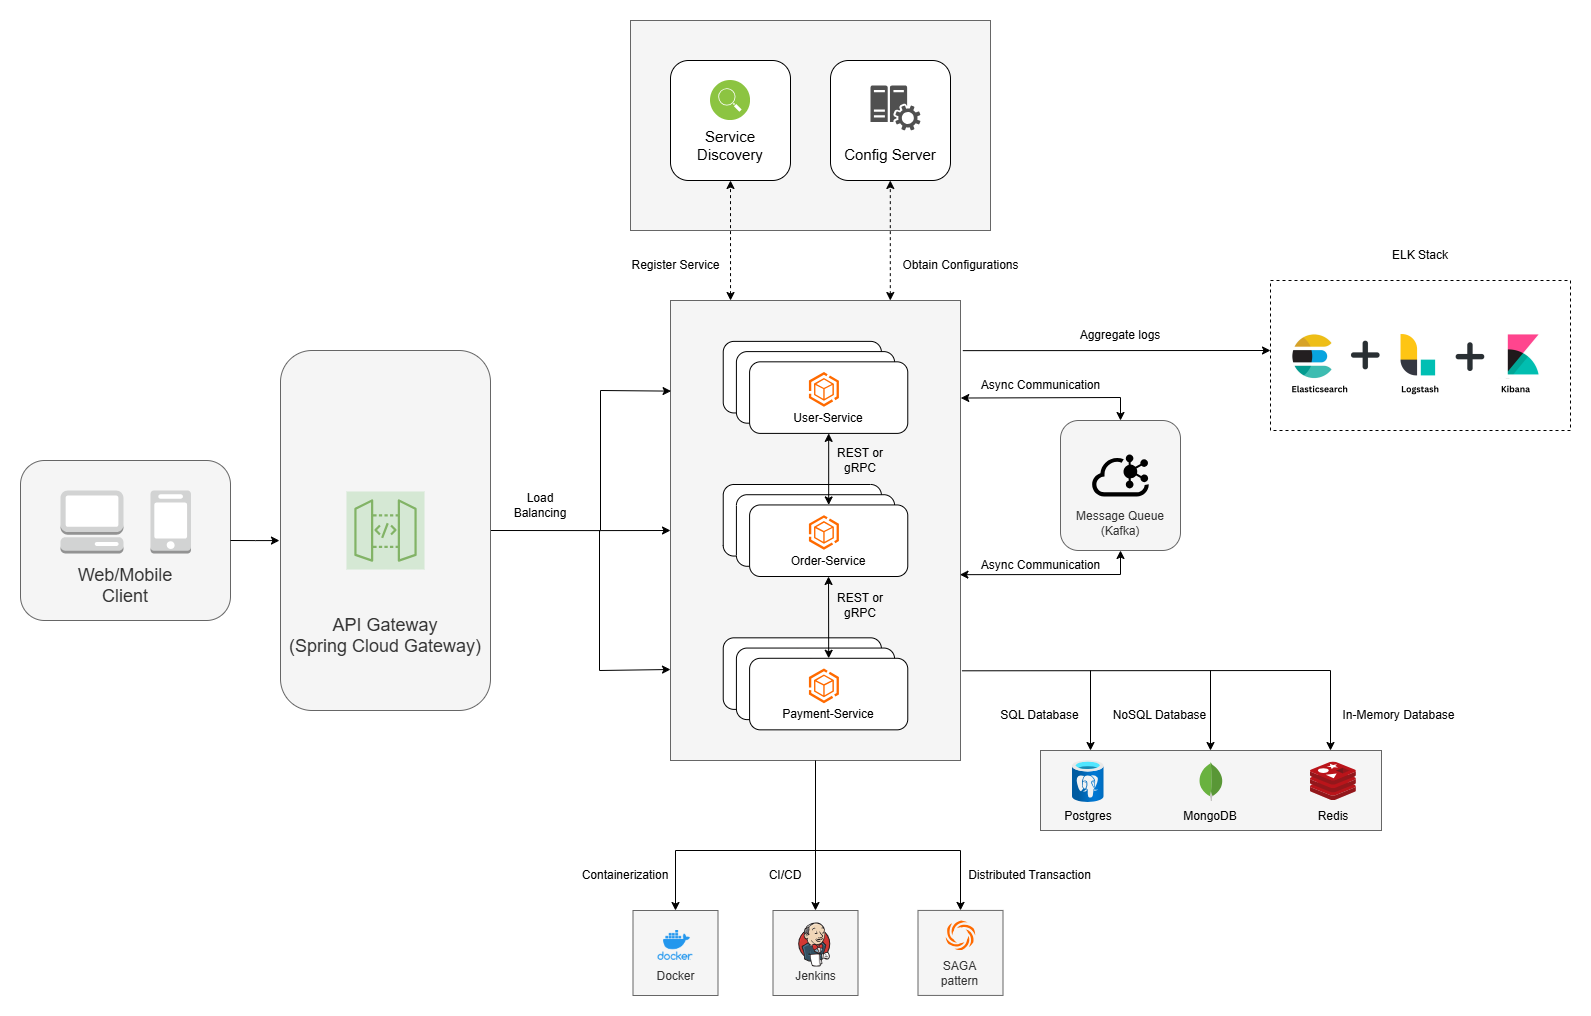 Service
Discovery
Config Server
Register Service
Obtain Configurations
ELK Stack
Aggregate logs
Elasticsearch
Logstash
Kibana
Async Communication
User-Service
REST or
gRPC
Message Queue
(Kafka)
Load
Balancing
Order-Service
Async Communication
Web/Mobile
Client
REST or
gRPC
API Gateway
(Spring Cloud Gateway)
Payment-Service
SQL Database
NoSQL Database
In-Memory Database
Postgres
MongoDB
Redis
Containerization
CI/CD
Distributed Transaction
docker
Docker
Jenkins
SAGA
pattern